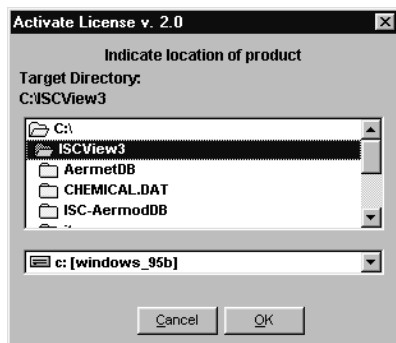 Activate License v. 2.0
Indicate location of product
Target Directory:
C:\ISCView3
C:\
ISCView3
AermetDB
CHEMICAL.DAT
ISC-AermodDB
c: [windows_95b]
Cancel OK